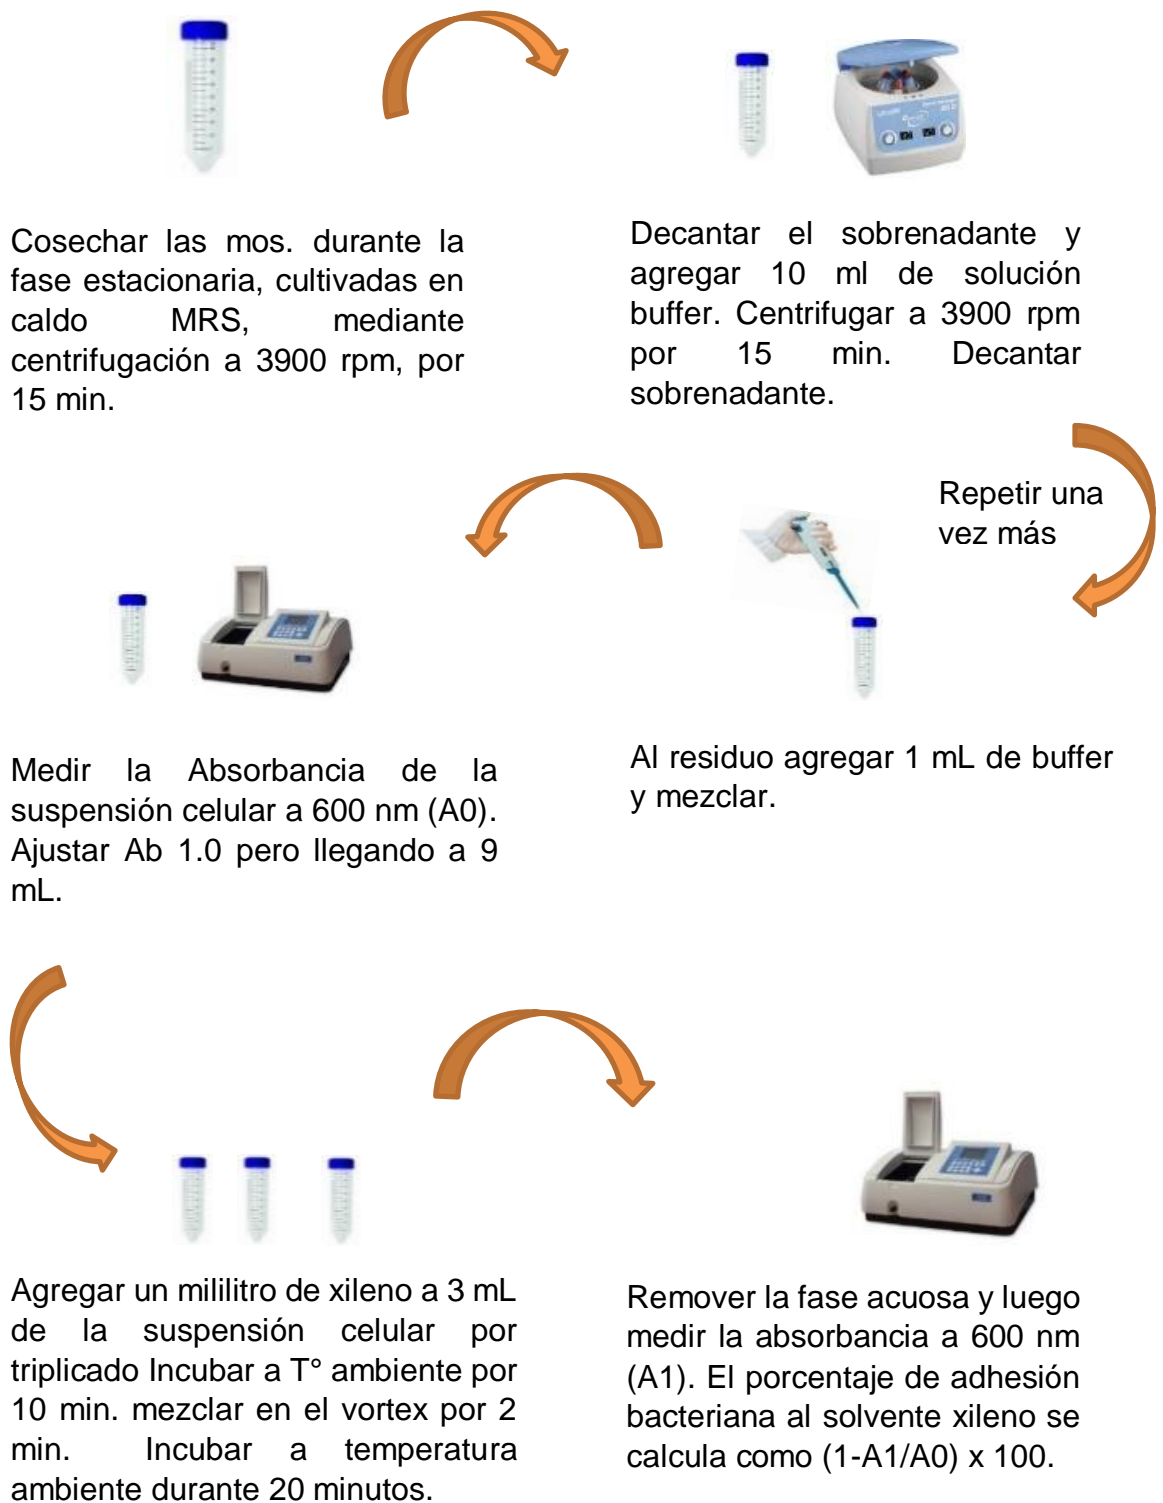 Cosechar las mos. durante la
fase estacionaria, cultivadas en
caldo MRS, mediante
centrifugación a 3900 rpm, por
15 min.
Decantar el sobrenadante y
agregar 10 ml de solución
buffer. Centrifugar a 3900 rpm
por 15 min. Decantar
sobrenadante.
Repetir una
vez más
Al residuo agregar 1 mL de buffer
y mezclar.
Medir la Absorbancia de la
suspensión celular a 600 nm (A0).
Ajustar Ab 1.0 pero llegando a 9
mL.
Agregar un mililitro de xileno a 3 mL
de la suspensión celular por
triplicado Incubar a T° ambiente por
10 min. mezclar en el vortex por 2
min. Incubar a temperatura
ambiente durante 20 minutos.
Remover la fase acuosa y luego
medir la absorbancia a 600 nm
(A1). El porcentaje de adhesión
bacteriana al solvente xileno se
calcula como (1-A1/A0) x 100.